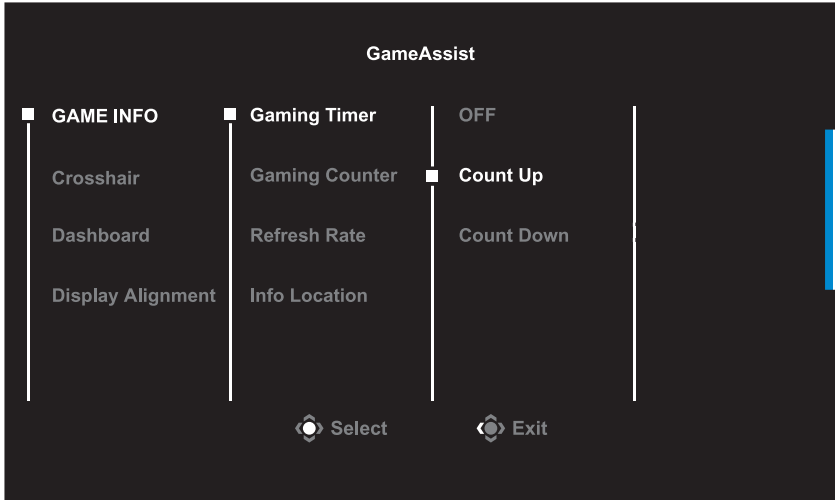 GameAssist
GAME INFO
Gaming Timer
OFF
Crosshair
Gaming Counter
Count Up
Dashboard
Refresh Rate
Count Down
Display Alignment
Info Location
Select
Exit